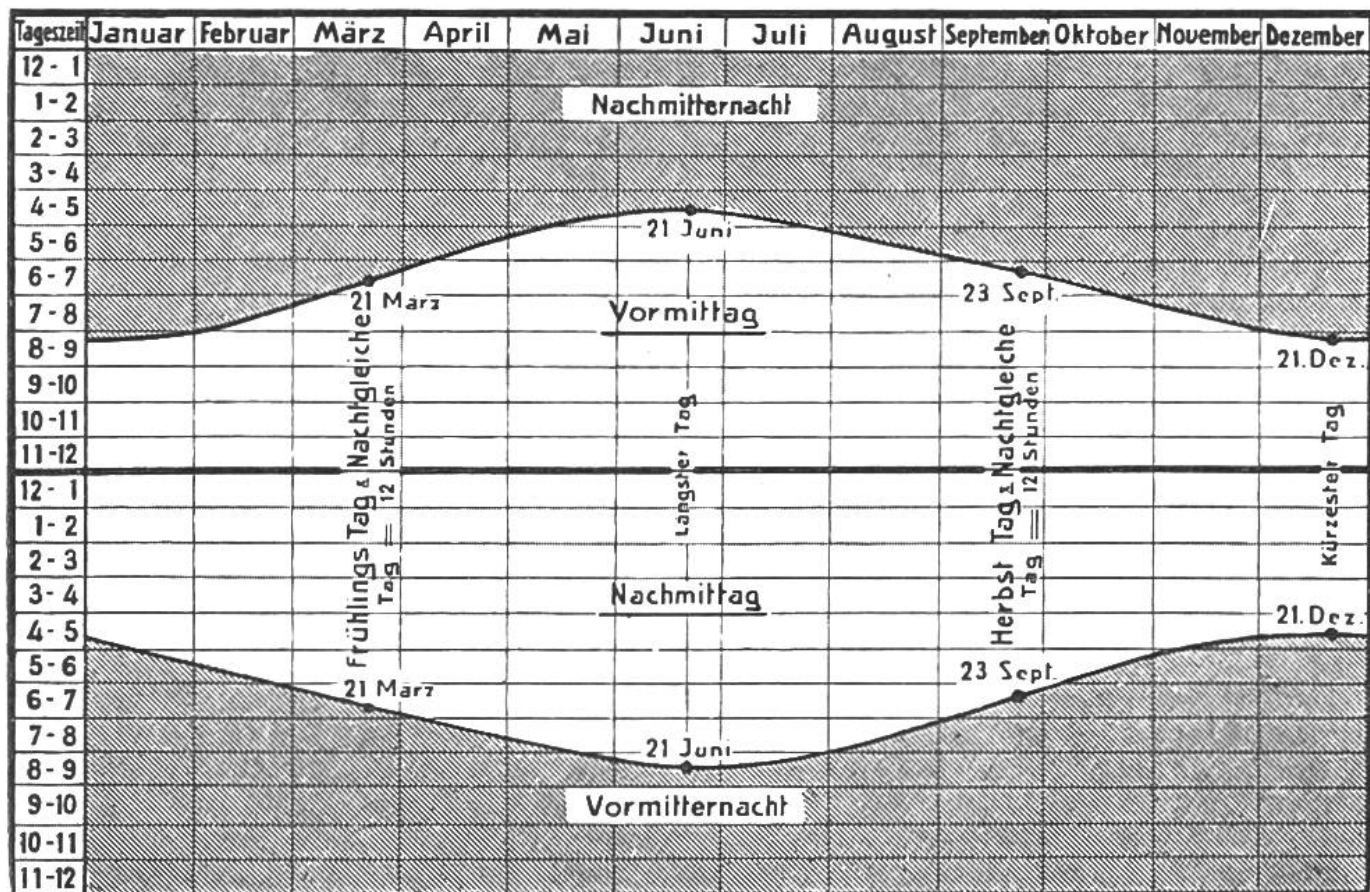 Tageszeit Januar Februar März April Mai Juni Juli August September Oktober November Dezember
12 - 1
1 - 2
Nachmitternacht
2 - 3
3 - 4
4 - 5
21 Juni
5 - 6
6 - 7
21 März
23 Sept.
7 - 8
Vormittag
8 - 9
21. Dez.
9 - 10
10 - 11
11 - 12
Frühlings Tag & Nachtgleiche
Tag = 12 Stunden
Längster Tag
Herbst Tag & Nachtgleiche
Tag = 12 Stunden
Kürzester Tag
12 - 1
1 - 2
2 - 3
3 - 4
Nachmittag
21. Dez.
4 - 5
5 - 6
23 Sept.
6 - 7
21 März
7 - 8
21 Juni
8 - 9
9 - 10
Vormitternacht
10 - 11
11 - 12